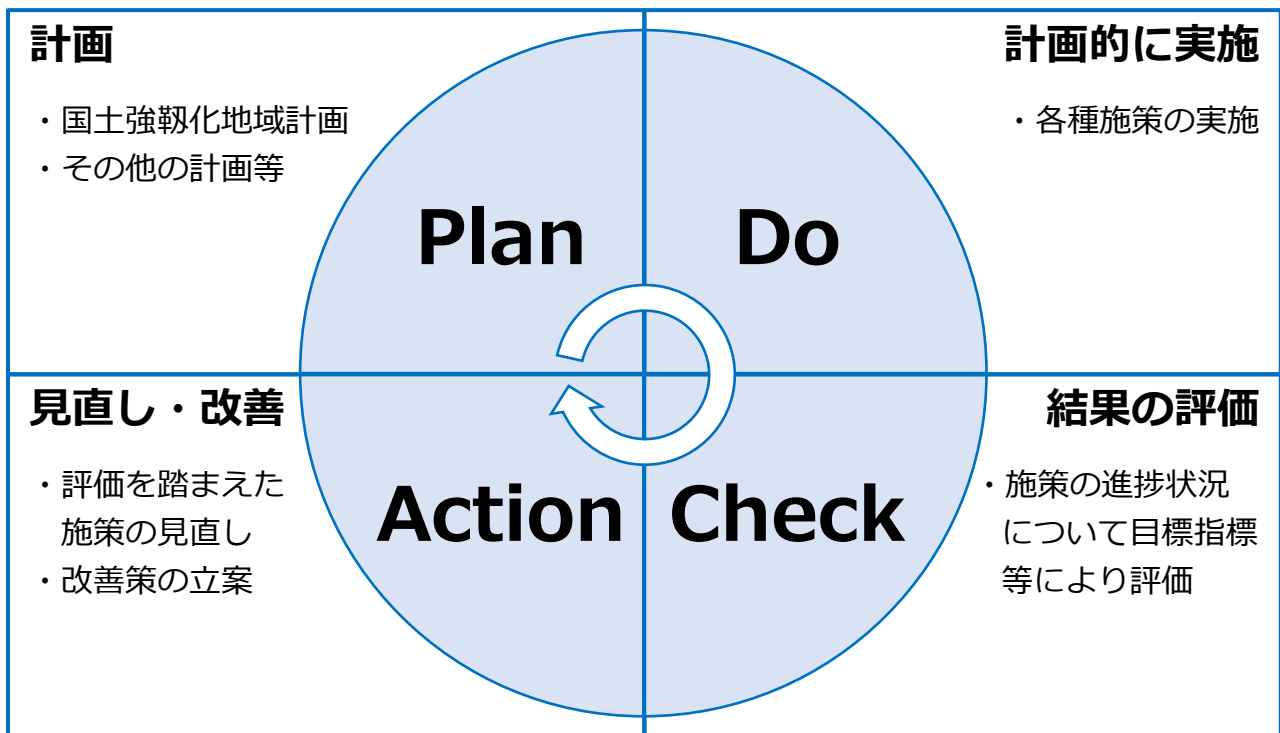 計画
・国土強靱化地域計画
・その他の計画等
Plan
計画的に実施
・各種施策の実施
Do
見直し・改善
・評価を踏まえた
施策の見直し
・改善策の立案
Action
結果の評価
・施策の進捗状況
について目標指標
等により評価
Check